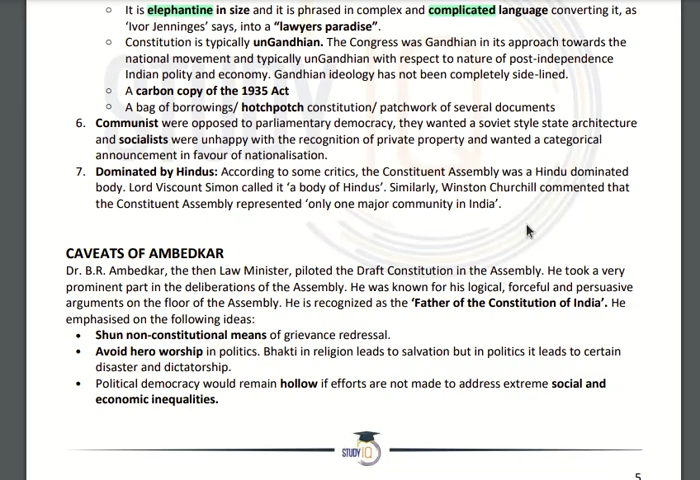 o It is elephantine in size and it is phrased in complex and complicated language converting it, as
'Ivor Jenninges' says, into a "lawyers paradise".
o Constitution is typically unGandhian. The Congress was Gandhian in its approach towards the
national movement and typically unGandhian with respect to nature of post-independence
Indian polity and economy. Gandhian ideology has not been completely side-lined.
o A carbon copy of the 1935 Act
o A bag of borrowings/ hotchpotch constitution/ patchwork of several documents
6. Communist were opposed to parliamentary democracy, they wanted a soviet style state architecture
and socialists were unhappy with the recognition of private property and wanted a categorical
announcement in favour of nationalisation.
7. Dominated by Hindus: According to some critics, the Constituent Assembly was a Hindu dominated
body. Lord Viscount Simon called it 'a body of Hindus'. Similarly, Winston Churchill commented that
the Constituent Assembly represented 'only one major community in India'.
CAVEATS OF AMBEDKAR
Dr. B.R. Ambedkar, the then Law Minister, piloted the Draft Constitution in the Assembly. He took a very
prominent part in the deliberations of the Assembly. He was known for his logical, forceful and persuasive
arguments on the floor of the Assembly. He is recognized as the 'Father of the Constitution of India'. He
emphasised on the following ideas:
• Shun non-constitutional means of grievance redressal.
• Avoid hero worship in politics. Bhakti in religion leads to salvation but in politics it leads to certain
disaster and dictatorship.
• Political democracy would remain hollow if efforts are not made to address extreme social and
economic inequalities.
STUDY IQ
5